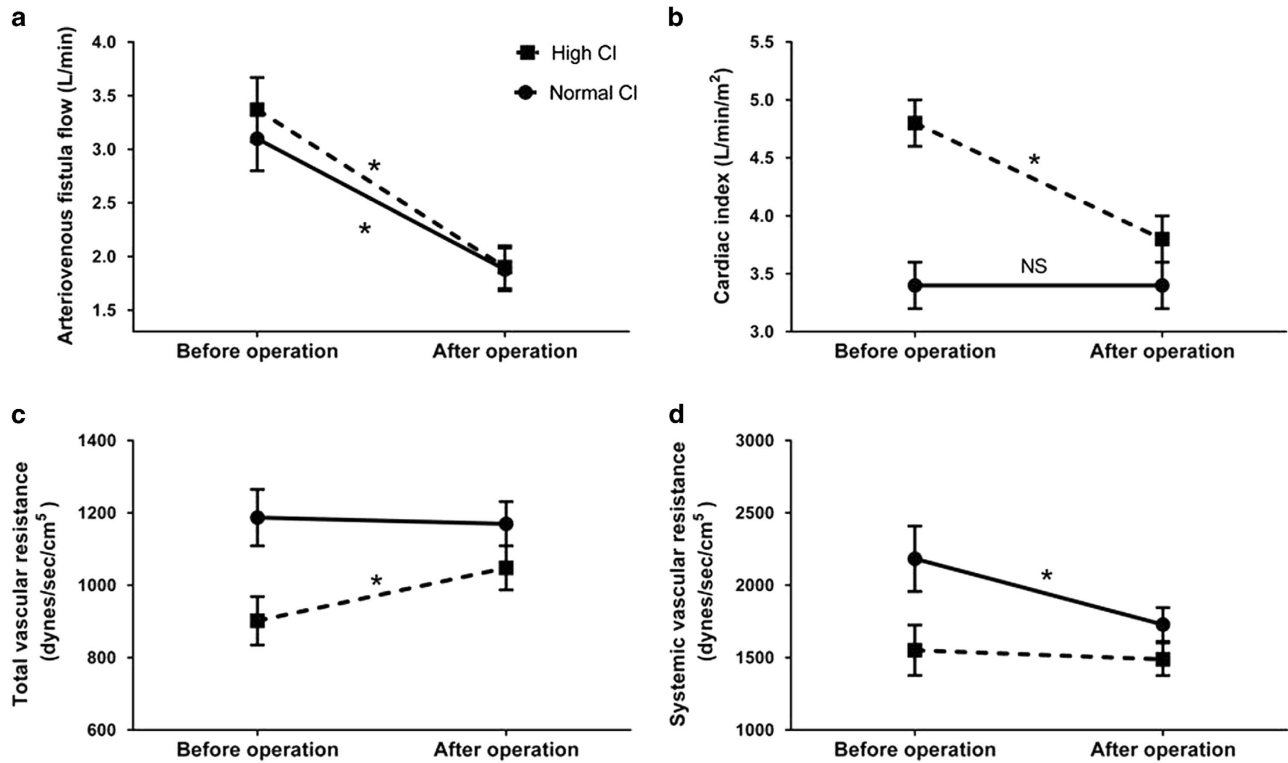 a
Arteriovenous fistula flow (L/min)
4.0
3.5
3.0
2.5
2.0
1.5
High CI
Normal CI
*
*
Before operation
After operation
b
Cardiac index (L/min/m²)
5.5
5.0
4.5
4.0
3.5
3.0
*
NS
Before operation
After operation
c
Total vascular resistance
(dynes/sec/cm⁵ )
1400
1200
1000
800
600
*
Before operation
After operation
d
Systemic vascular resistance
(dynes/sec/cm⁵ )
3000
2500
2000
1500
1000
*
Before operation
After operation